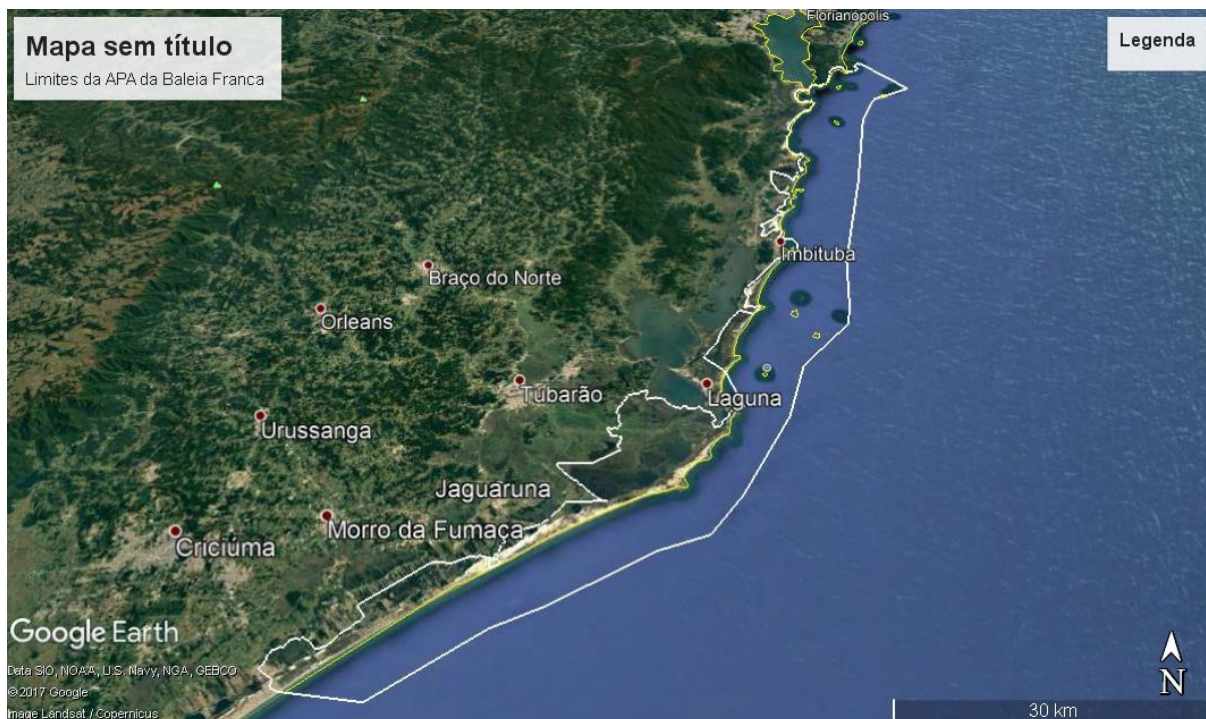 Mapa sem título
Limites da APA da Baleia Franca
Florianópolis
Legenda
Imbituba
Braço do Norte
Orleans
Tubarão
Laguna
Urussanga
Jaguaruna
Morro da Fumaça
Criciúma
Google Earth
Data SIO, NOAA, U.S. Navy, NGA, GEBCO
© 2017 Google
Image Landsat / Copernicus
N
30 km